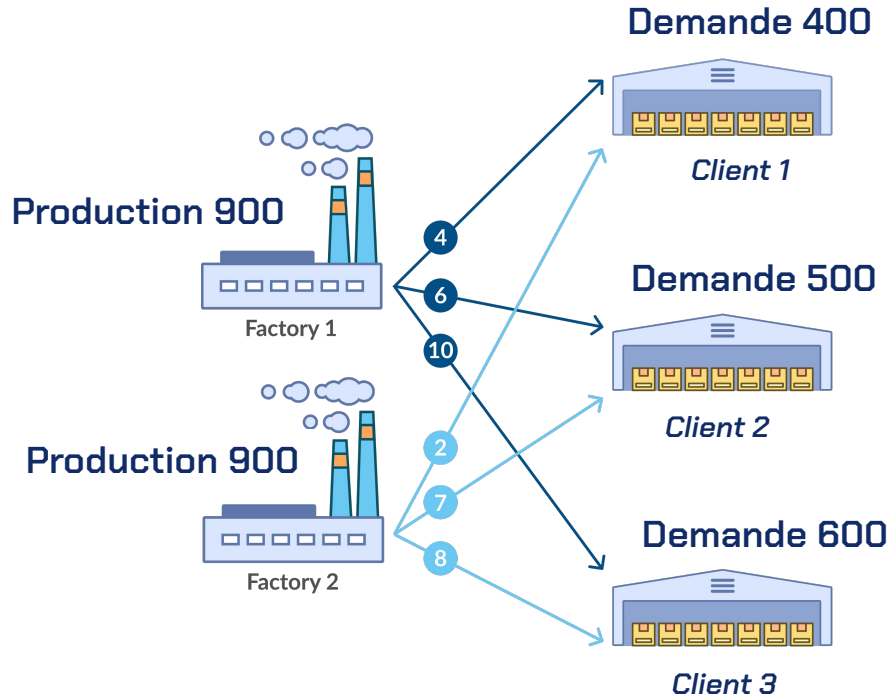 Demande 400
Client 1
Production 900
Factory 1
4
6
10
Demande 500
Client 2
Production 900
Factory 2
2
7
8
Demande 600
Client 3